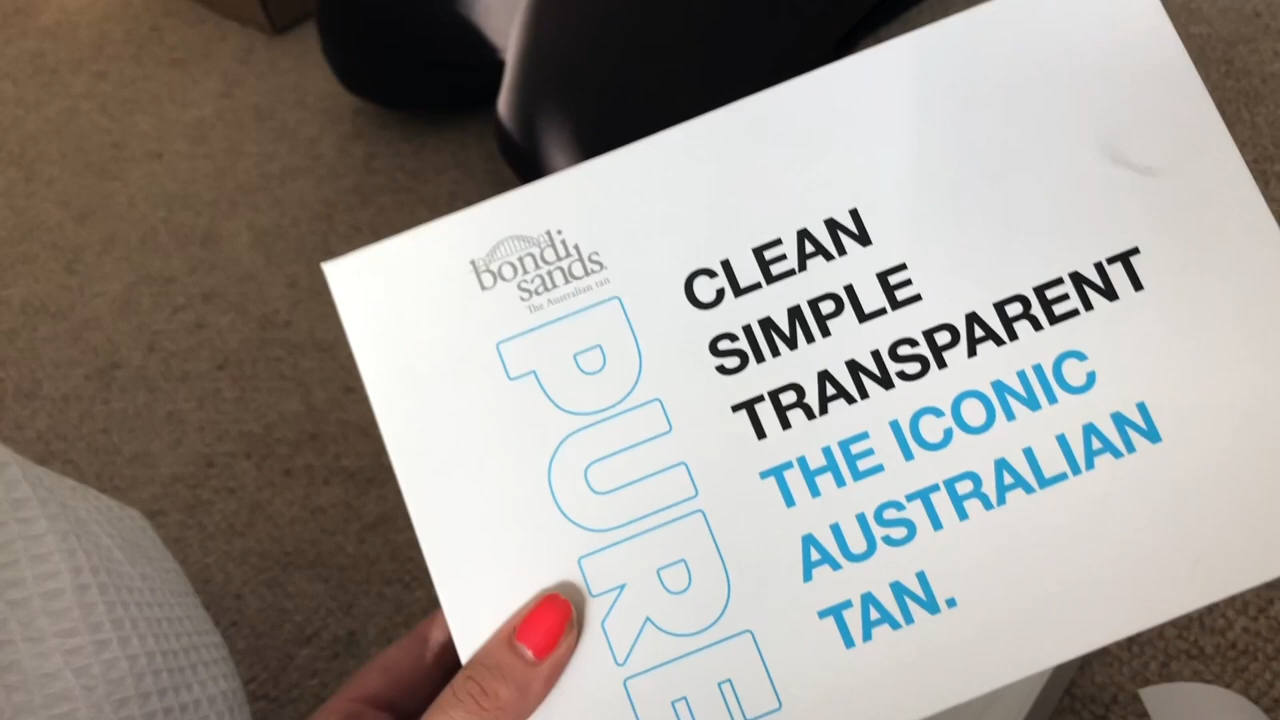 bondi
sands
The Australian tan
PURE
CLEAN
SIMPLE
TRANSPARENT
THE ICONIC
AUSTRALIAN
TAN.